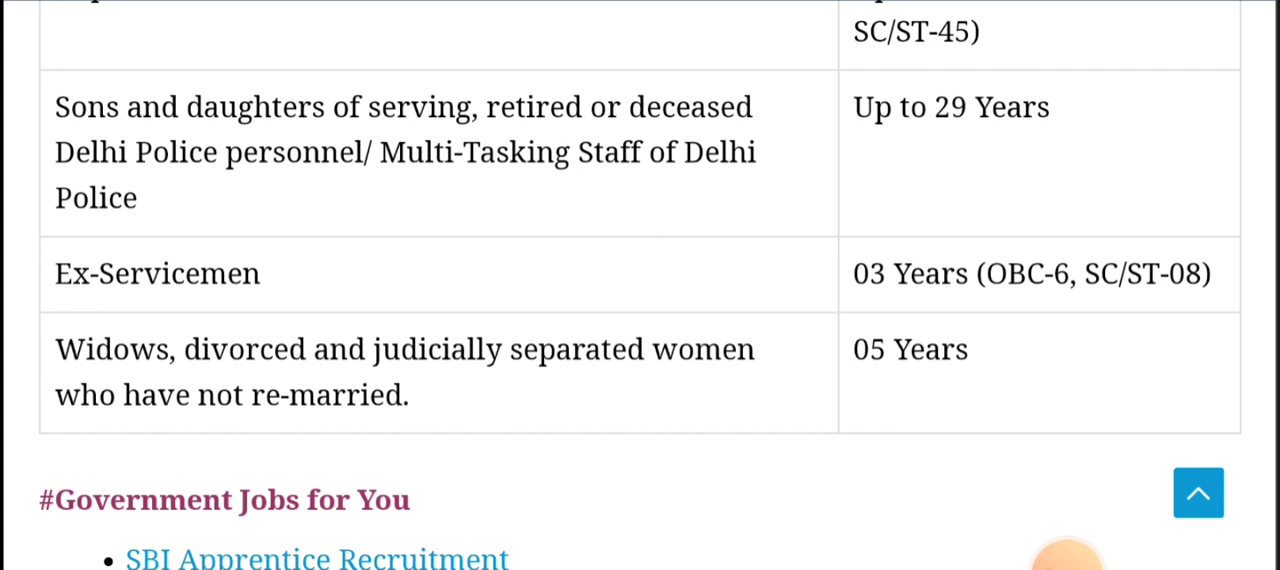 SC/ST-45)
Sons and daughters of serving, retired or deceased
Delhi Police personnel/ Multi-Tasking Staff of Delhi
Police
Up to 29 Years
Ex-Servicemen
03 Years (OBC-6, SC/ST-08)
Widows, divorced and judicially separated women
who have not re-married.
05 Years
#Government Jobs for You
• SBI Apprentice Recruitment